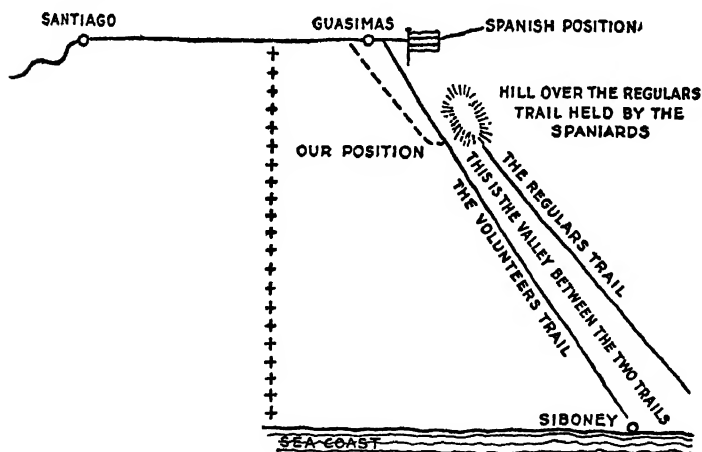 SANTIAGO
GUASIMAS
SPANISH POSITION
HILL OVER THE REGULARS
TRAIL HELD BY THE
SPANIARDS
OUR POSITION
THE REGULARS TRAIL
THIS IS THE VALLEY BETWEEN THE TWO TRAILS
THE VOLUNTEERS TRAIL
SIBONEY
SEA COAST